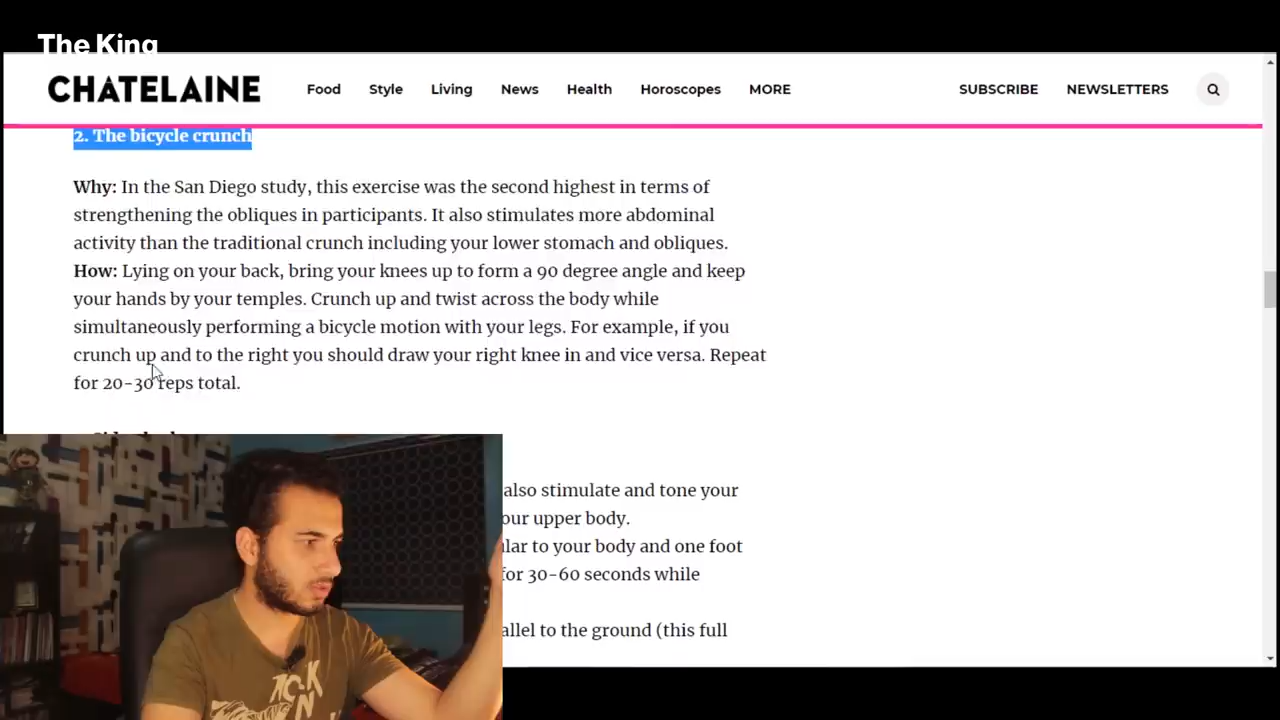 The King
CHATELAINE
Food Style Living News Health Horoscopes MORE SUBSCRIBE NEWSLETTERS
2. The bicycle crunch
Why: In the San Diego study, this exercise was the second highest in terms of
strengthening the obliques in participants. It also stimulates more abdominal
activity than the traditional crunch including your lower stomach and obliques.
How: Lying on your back, bring your knees up to form a 90 degree angle and keep
your hands by your temples. Crunch up and twist across the body while
simultaneously performing a bicycle motion with your legs. For example, if you
crunch up and to the right you should draw your right knee in and vice versa. Repeat
for 20-30 reps total.
also stimulate and tone your
our upper body.
lar to your body and one foot
for 30-60 seconds while
allel to the ground (this full